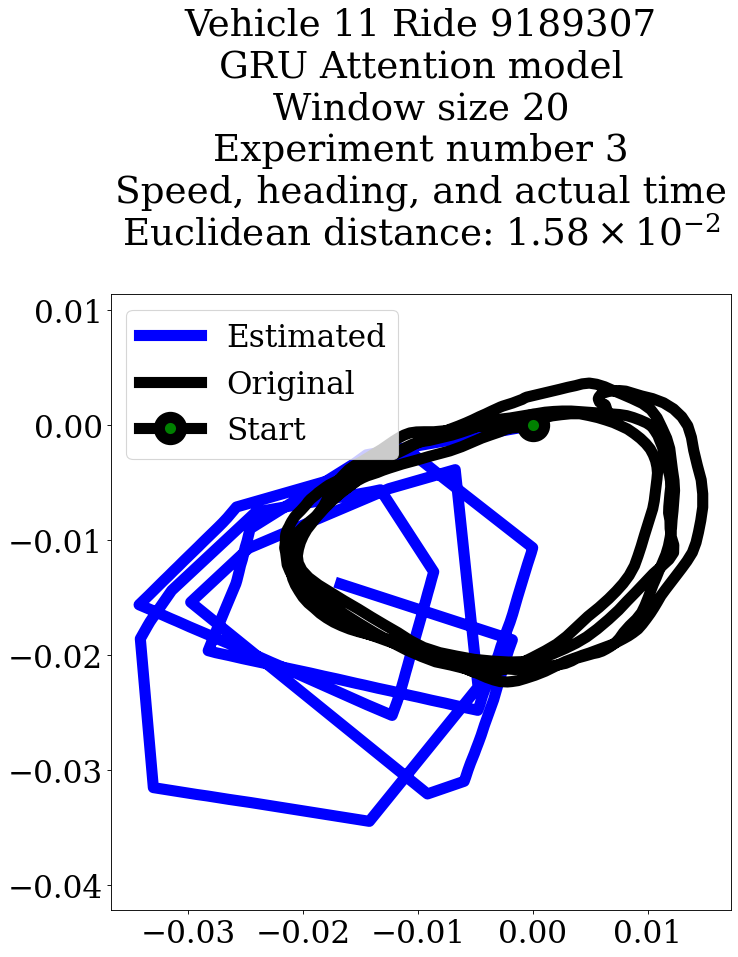 Vehicle 11 Ride 9189307
GRU Attention model
Window size 20
Experiment number 3
Speed, heading, and actual time
Euclidean distance: 1.58 × 10⁻²
Estimated
Original
Start
0.01
0.00
−0.01
−0.02
−0.03
−0.04
−0.03 −0.02 −0.01 0.00 0.01